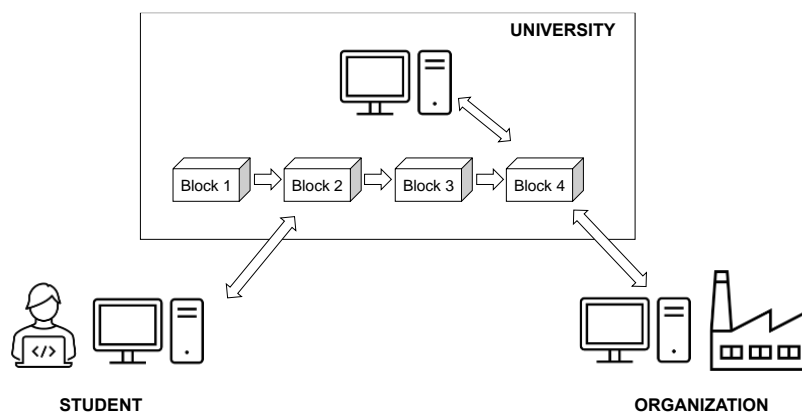 UNIVERSITY
Block 1
Block 2
Block 3
Block 4
</>
STUDENT
ORGANIZATION